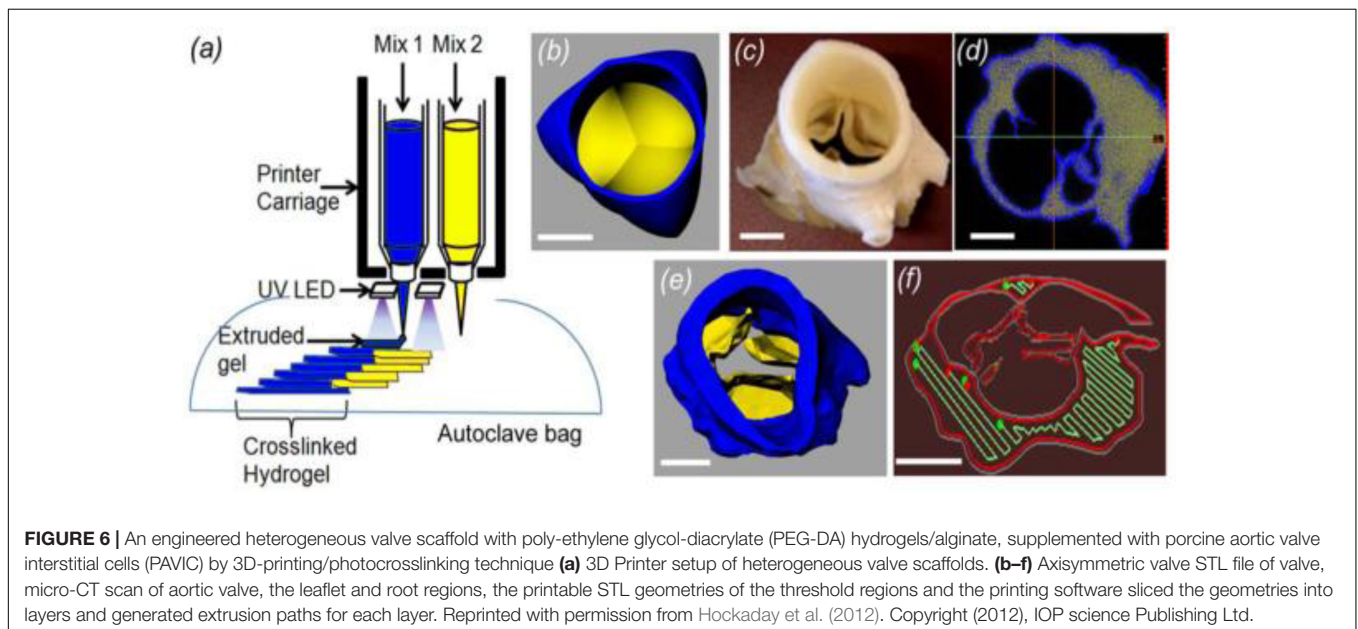 (a)
Mix 1 Mix 2
Printer
Carriage
UV LED
Extruded
gel
Crosslinked
Hydrogel
Autoclave bag
(b)
(c)
(d)
(e)
(f)
FIGURE 6 | An engineered heterogeneous valve scaffold with poly-ethylene glycol-diacrylate (PEG-DA) hydrogels/alginate, supplemented with porcine aortic valve
interstitial cells (PAVIC) by 3D-printing/photocrosslinking technique (a) 3D Printer setup of heterogeneous valve scaffolds. (b–f) Axisymmetric valve STL file of valve,
micro-CT scan of aortic valve, the leaflet and root regions, the printable STL geometries of the threshold regions and the printing software sliced the geometries into
layers and generated extrusion paths for each layer. Reprinted with permission from Hockaday et al. (2012). Copyright (2012), IOP science Publishing Ltd.